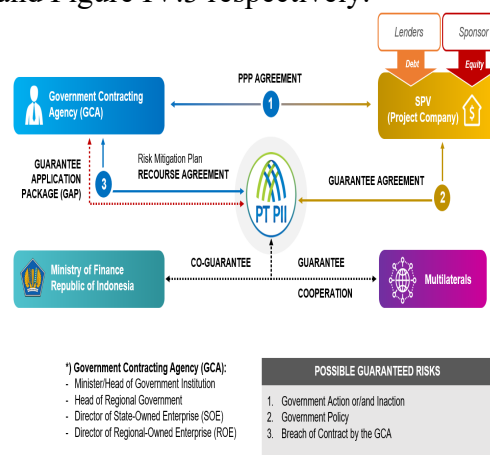 and Figure IV.3 respectively.
Lenders
Sponsor
Debt
Equity
Government Contracting
Agency (GCA)
PPP AGREEMENT
1
SPV
(Project Company)
GUARANTEE
APPLICATION
PACKAGE (GAP)
3
Risk Mitigation Plan
RECOURSE AGREEMENT
PT PII
GUARANTEE AGREEMENT
2
Ministry of Finance
Republic of Indonesia
CO-GUARANTEE
GUARANTEE
COOPERATION
Multilaterals
*) Government Contracting Agency (GCA):
- Minister/Head of Government Institution
- Head of Regional Government
- Director of State-Owned Enterprise (SOE)
- Director of Regional-Owned Enterprise (ROE)
POSSIBLE GUARANTEED RISKS
1. Government Action or/and Inaction
2. Government Policy
3. Breach of Contract by the GCA